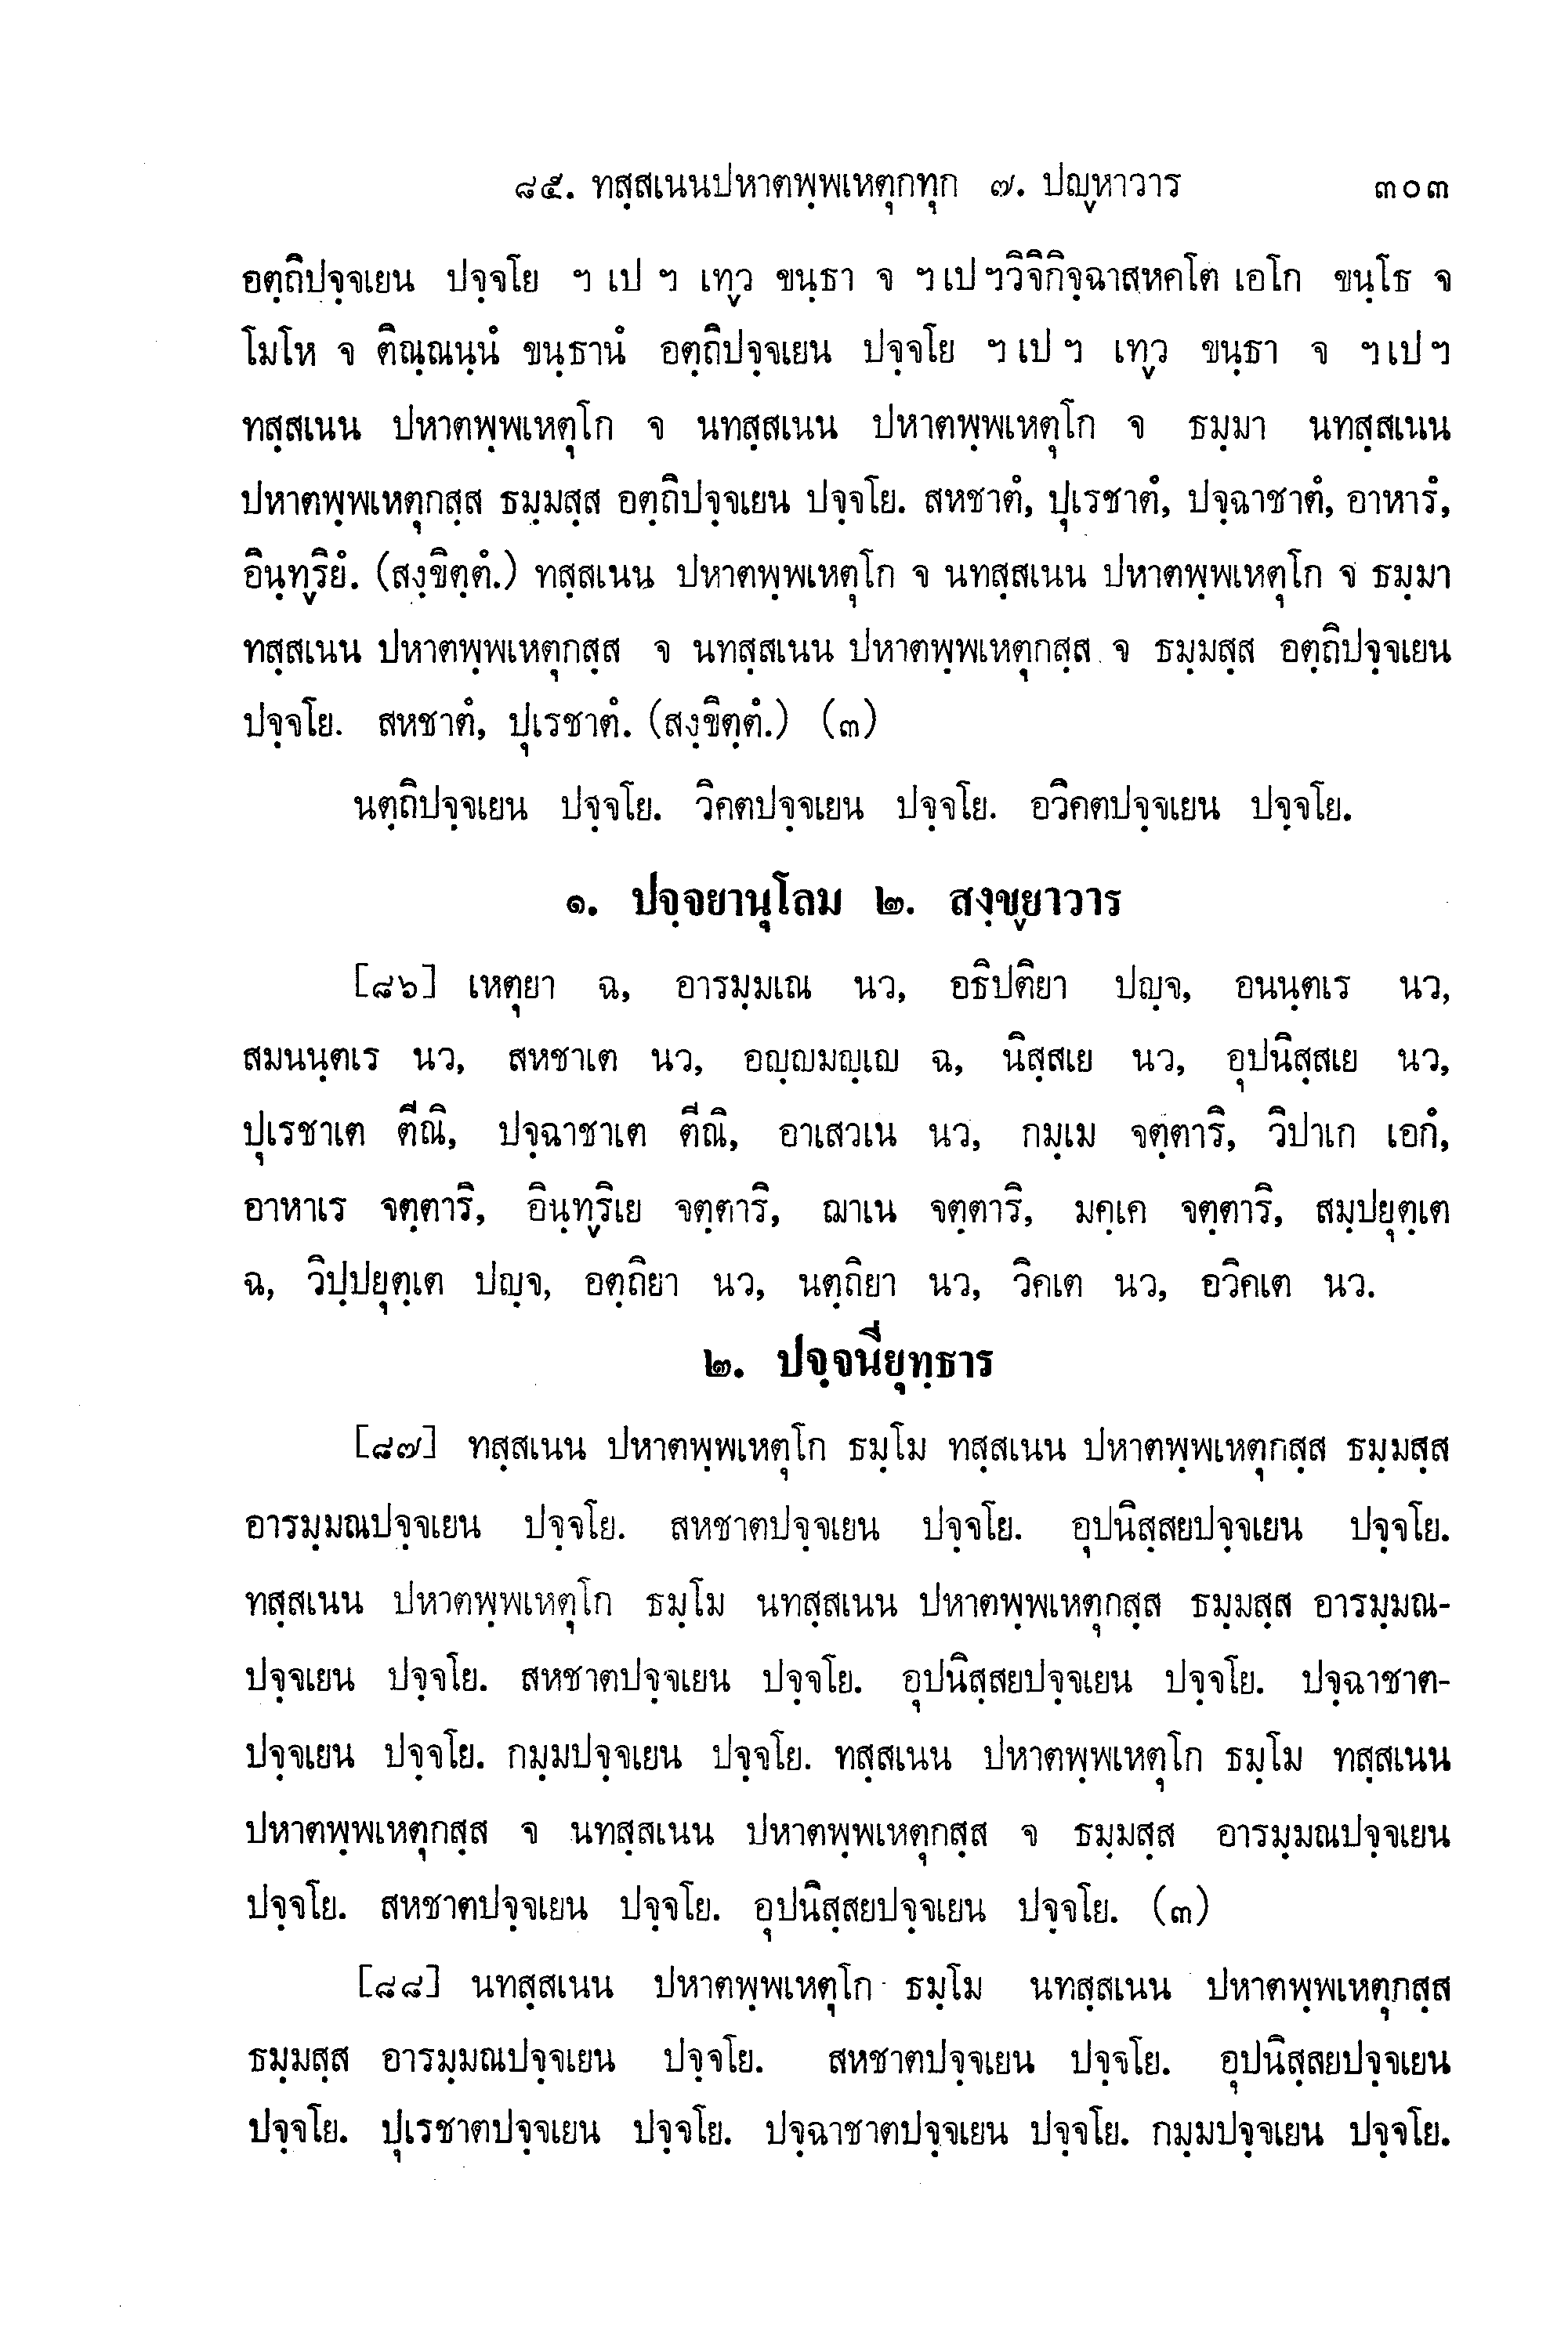 ๘๕. ทสฺสเนนปหาตพฺพเหตุกทุก ๗. ปญฺหาวาร ๓๐๓
อตฺถิปจฺจเยน ปจฺจโย ฯ เป ฯ เทฺว ขนฺธา จ ฯ เป ฯ วิจิกิจฺฉาสหคโต เอโก ขนฺโธ จ
โมโห จ ติณฺณนฺนํ ขนฺธานํ อตฺถิปจฺจเยน ปจฺจโย ฯ เป ฯ เทฺว ขนฺธา จ ฯ เป ฯ
ทสฺสเนน ปหาตพฺพเหตุโก จ นทสฺสเนน ปหาตพฺพเหตุโก จ ธมฺมา นทสฺสเนน
ปหาตพฺพเหตุกสฺส ธมฺมสฺส อตฺถิปจฺจเยน ปจฺจโย. สหชาตํ, ปุเรชาตํ, ปจฺฉาชาตํ, อาหารํ,
อินฺทฺริยํ. (สงฺขิตฺตํ.) ทสฺสเนน ปหาตพฺพเหตุโก จ นทสฺสเนน ปหาตพฺพเหตุโก จ ธมฺมา
ทสฺสเนน ปหาตพฺพเหตุกสฺส จ นทสฺสเนน ปหาตพฺพเหตุกสฺส จ ธมฺมสฺส อตฺถิปจฺจเยน
ปจฺจโย. สหชาตํ, ปุเรชาตํ. (สงฺขิตฺตํ.) (๓)
นตฺถิปจฺจเยน ปจฺจโย. วิคตปจฺจเยน ปจฺจโย. อวิคตปจฺจเยน ปจฺจโย.
๑. ปจฺจยานุโลม ๒. สงฺขฺยาวาร
[๘๖] เหตุยา ฉ, อารมฺมเณ นว, อธิปติยา ปญฺจ, อนนฺตเร นว,
สมนนฺตเร นว, สหชาเต นว, อญฺญมญฺเญ ฉ, นิสฺสเย นว, อุปนิสฺสเย นว,
ปุเรชาเต ตีณิ, ปจฺฉาชาเต ตีณิ, อาเสวเน นว, กมฺเม จตฺตาริ, วิปาเก เอกํ,
อาหาเร จตฺตาริ, อินฺทฺริเย จตฺตาริ, ฌาเน จตฺตาริ, มคฺเค จตฺตาริ, สมฺปยุตฺเต
ฉ, วิปฺปยุตฺเต ปญฺจ, อตฺถิยา นว, นตฺถิยา นว, วิคเต นว, อวิคเต นว.
๒. ปจฺจนียุทฺธาร
[๘๗] ทสฺสเนน ปหาตพฺพเหตุโก ธมฺโม ทสฺสเนน ปหาตพฺพเหตุกสฺส ธมฺมสฺส
อารมฺมณปจฺจเยน ปจฺจโย. สหชาตปจฺจเยน ปจฺจโย. อุปนิสฺสยปจฺจเยน ปจฺจโย.
ทสฺสเนน ปหาตพฺพเหตุโก ธมฺโม นทสฺสเนน ปหาตพฺพเหตุกสฺส ธมฺมสฺส อารมฺมณ-
ปจฺจเยน ปจฺจโย. สหชาตปจฺจเยน ปจฺจโย. อุปนิสฺสยปจฺจเยน ปจฺจโย. ปจฺฉาชาต-
ปจฺจเยน ปจฺจโย. กมฺมปจฺจเยน ปจฺจโย. ทสฺสเนน ปหาตพฺพเหตุโก ธมฺโม ทสฺสเนน
ปหาตพฺพเหตุกสฺส จ นทสฺสเนน ปหาตพฺพเหตุกสฺส จ ธมฺมสฺส อารมฺมณปจฺจเยน
ปจฺจโย. สหชาตปจฺจเยน ปจฺจโย. อุปนิสฺสยปจฺจเยน ปจฺจโย. (๓)
[๘๘] นทสฺสเนน ปหาตพฺพเหตุโก ธมฺโม นทสฺสเนน ปหาตพฺพเหตุกสฺส
ธมฺมสฺส อารมฺมณปจฺจเยน ปจฺจโย. สหชาตปจฺจเยน ปจฺจโย. อุปนิสฺสยปจฺจเยน
ปจฺจโย. ปุเรชาตปจฺจเยน ปจฺจโย. ปจฺฉาชาตปจฺจเยน ปจฺจโย. กมฺมปจฺจเยน ปจฺจโย.